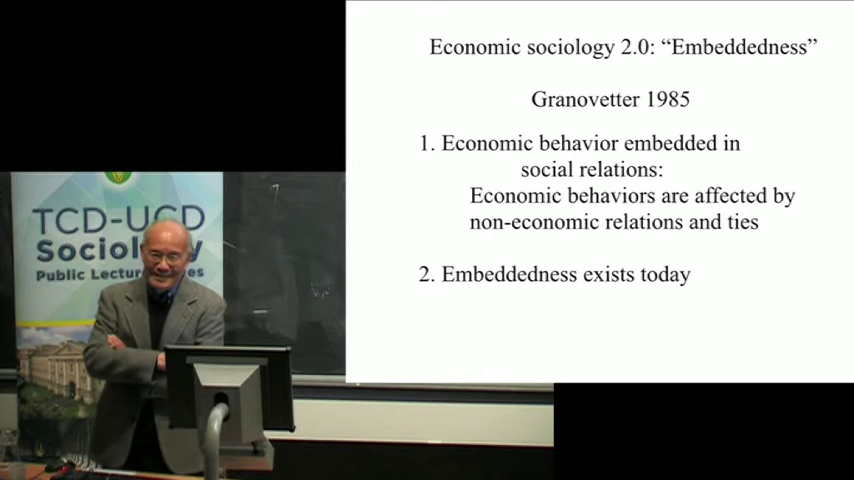 Economic sociology 2.0: “Embeddedness”
Granovetter 1985
1. Economic behavior embedded in
social relations:
Economic behaviors are affected by
non-economic relations and ties
2. Embeddedness exists today
TCD-UCD
Sociology
Public Lecture